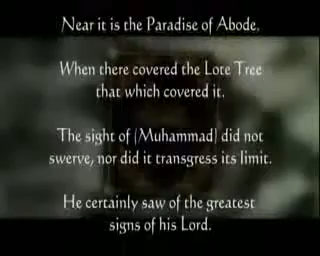 Near it is the Paradise of Abode.
When there covered the Lote Tree
that which covered it.
The sight of (Muhammad) did not
swerve, nor did it transgress its limit.
He certainly saw of the greatest
signs of his Lord.